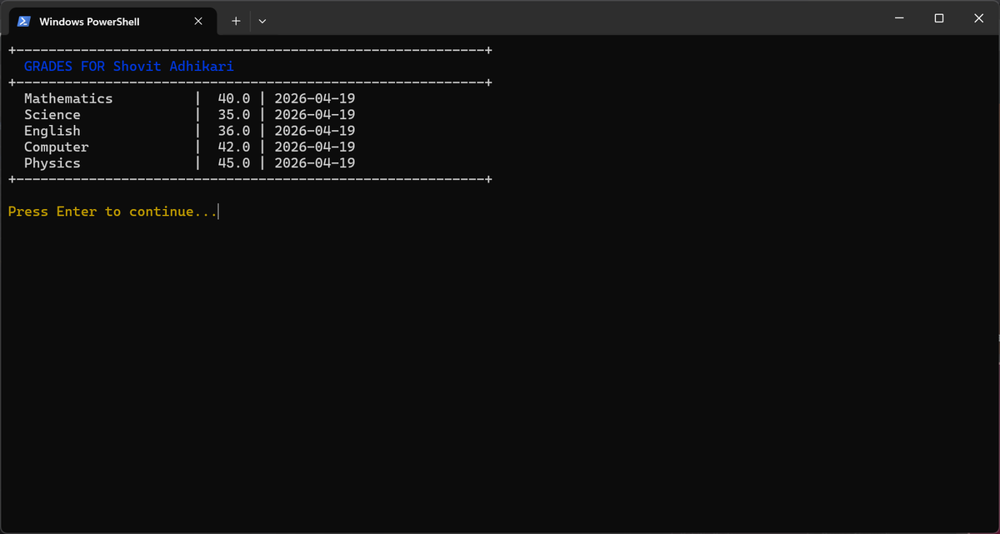 Windows PowerShell
+----------------------------------------------------------+
  GRADES FOR Shovit Adhikari
+----------------------------------------------------------+
  Mathematics          |  40.0 | 2026-04-19
  Science              |  35.0 | 2026-04-19
  English              |  36.0 | 2026-04-19
  Computer             |  42.0 | 2026-04-19
  Physics              |  45.0 | 2026-04-19
+----------------------------------------------------------+
Press Enter to continue...